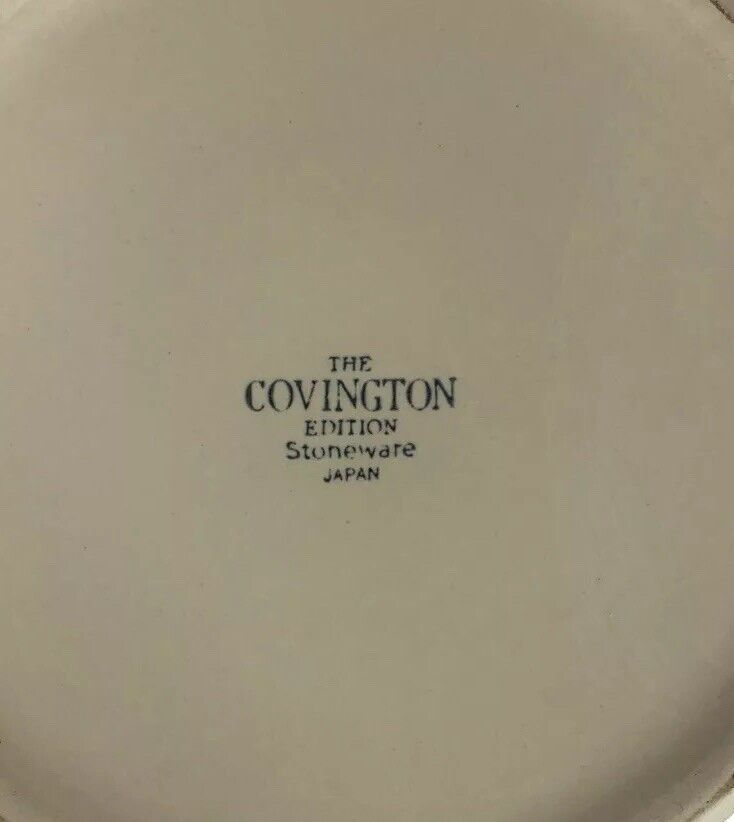 THE
COVINGTON
EDITION
Stoneware
JAPAN